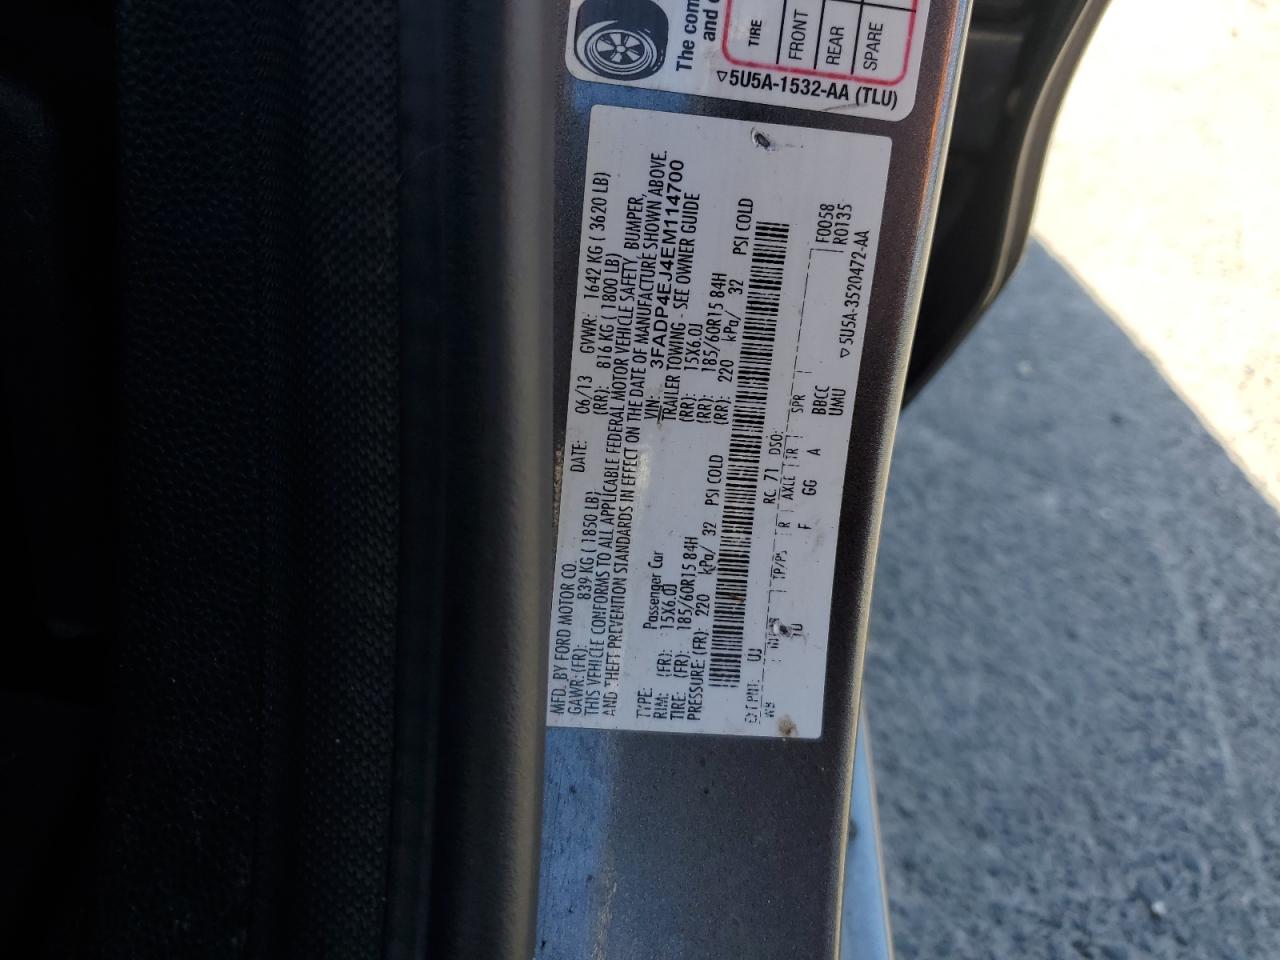 The com
and c
TIRE
FRONT
REAR
SPARE
▽5U5A-1532-AA (TLU)
MFD. BY FORD MOTOR CO.
DATE: 06/13 GVWR: 1642 KG ( 3620 LB)
GAWR:(FR): 839 KG ( 1850 LB) (RR): 816 KG ( 1800 LB)
THIS VEHICLE CONFORMS TO ALL APPLICABLE FEDERAL MOTOR VEHICLE SAFETY, BUMPER,
AND THEFT PREVENTION STANDARDS IN EFFECT ON THE DATE OF MANUFACTURE SHOWN ABOVE.
VIN: 3FADP4EJ4EM114700
TYPE: Passenger Car TRAILER TOWING - SEE OWNER GUIDE
RIM: (FR): 15X6.0J (RR): 15X6.0J
TIRE: (FR): 185/60R15 84H (RR): 185/60R15 84H
PRESSURE (FR): 220 kPa/ 32 PSI COLD (RR): 220 kPa/ 32 PSI COLD
EXT PNT: UJ RC: 71 DSO: F0058
WB TP/PS R AXLE TR SPR R0135
F GG A BBCC
UMU
▽5U5A-3520472-AA